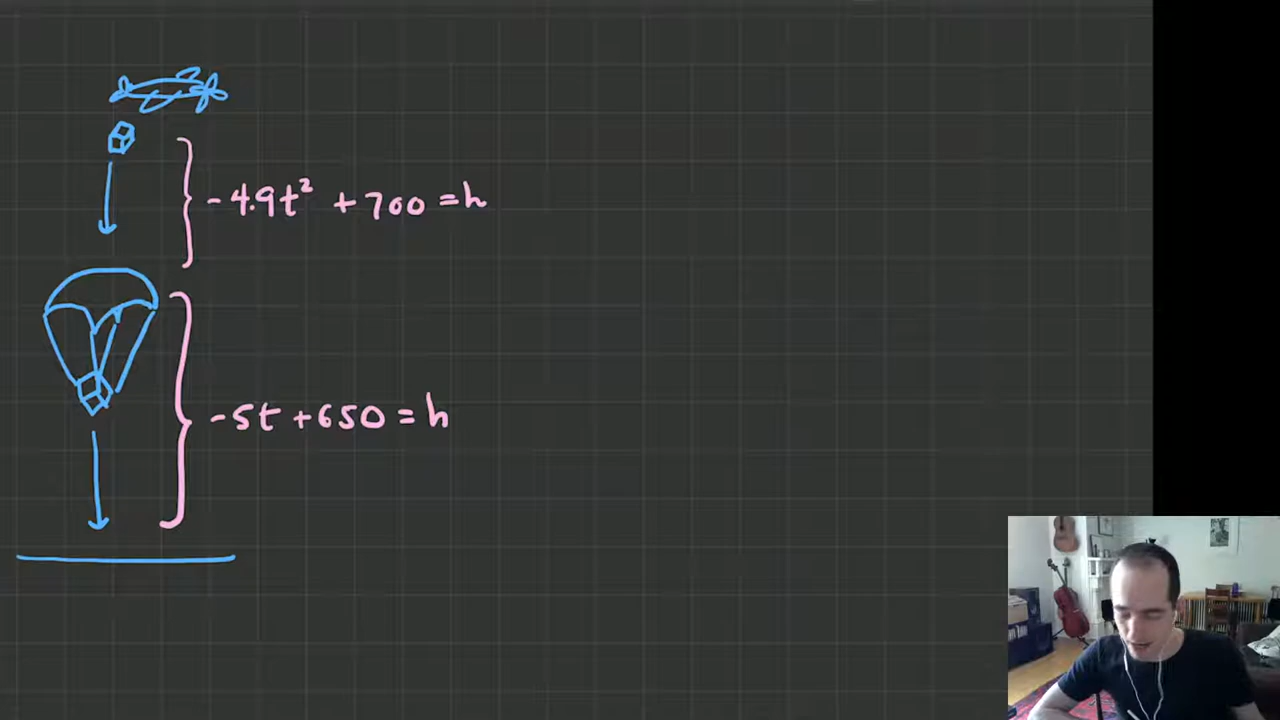 -4.9t² +700 = h
-5t +650 = h